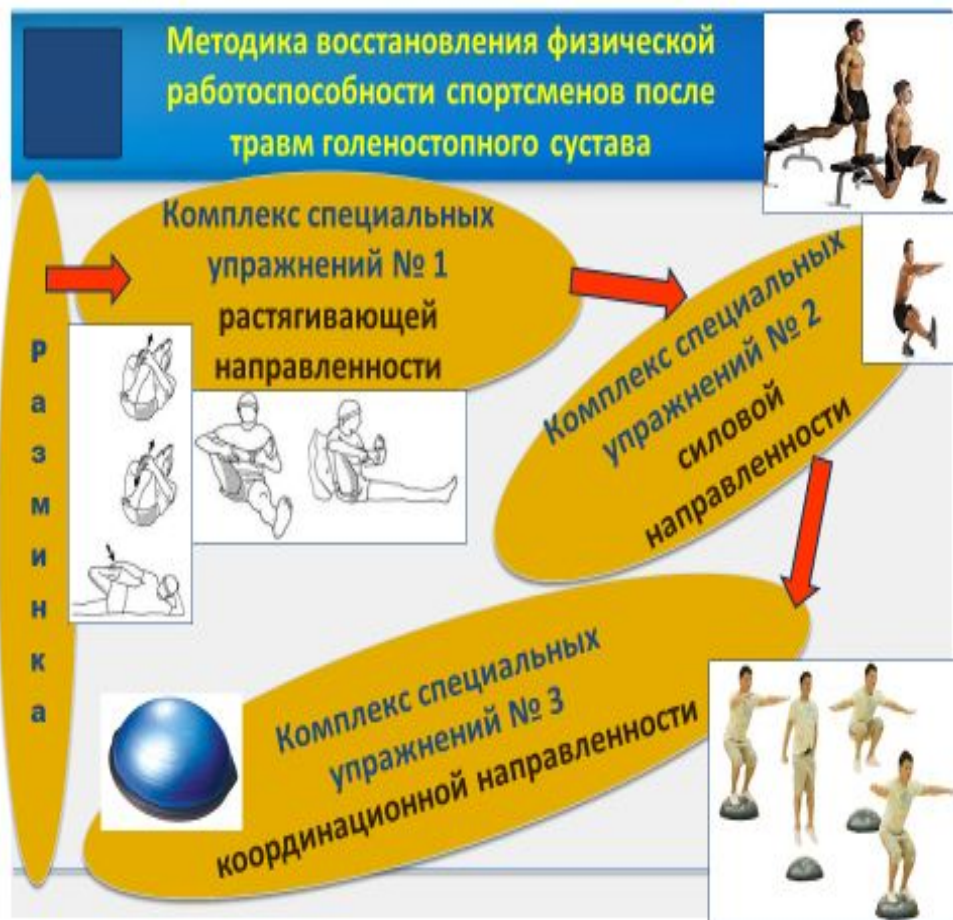 Методика восстановления физической
работоспособности спортсменов после
травм голеностопного сустава
Разминка
Комплекс специальных
упражнений № 1
растягивающей
направленности
Комплекс специальных
упражнений № 2
силовой
направленности
Комплекс специальных
упражнений № 3
координационной направленности